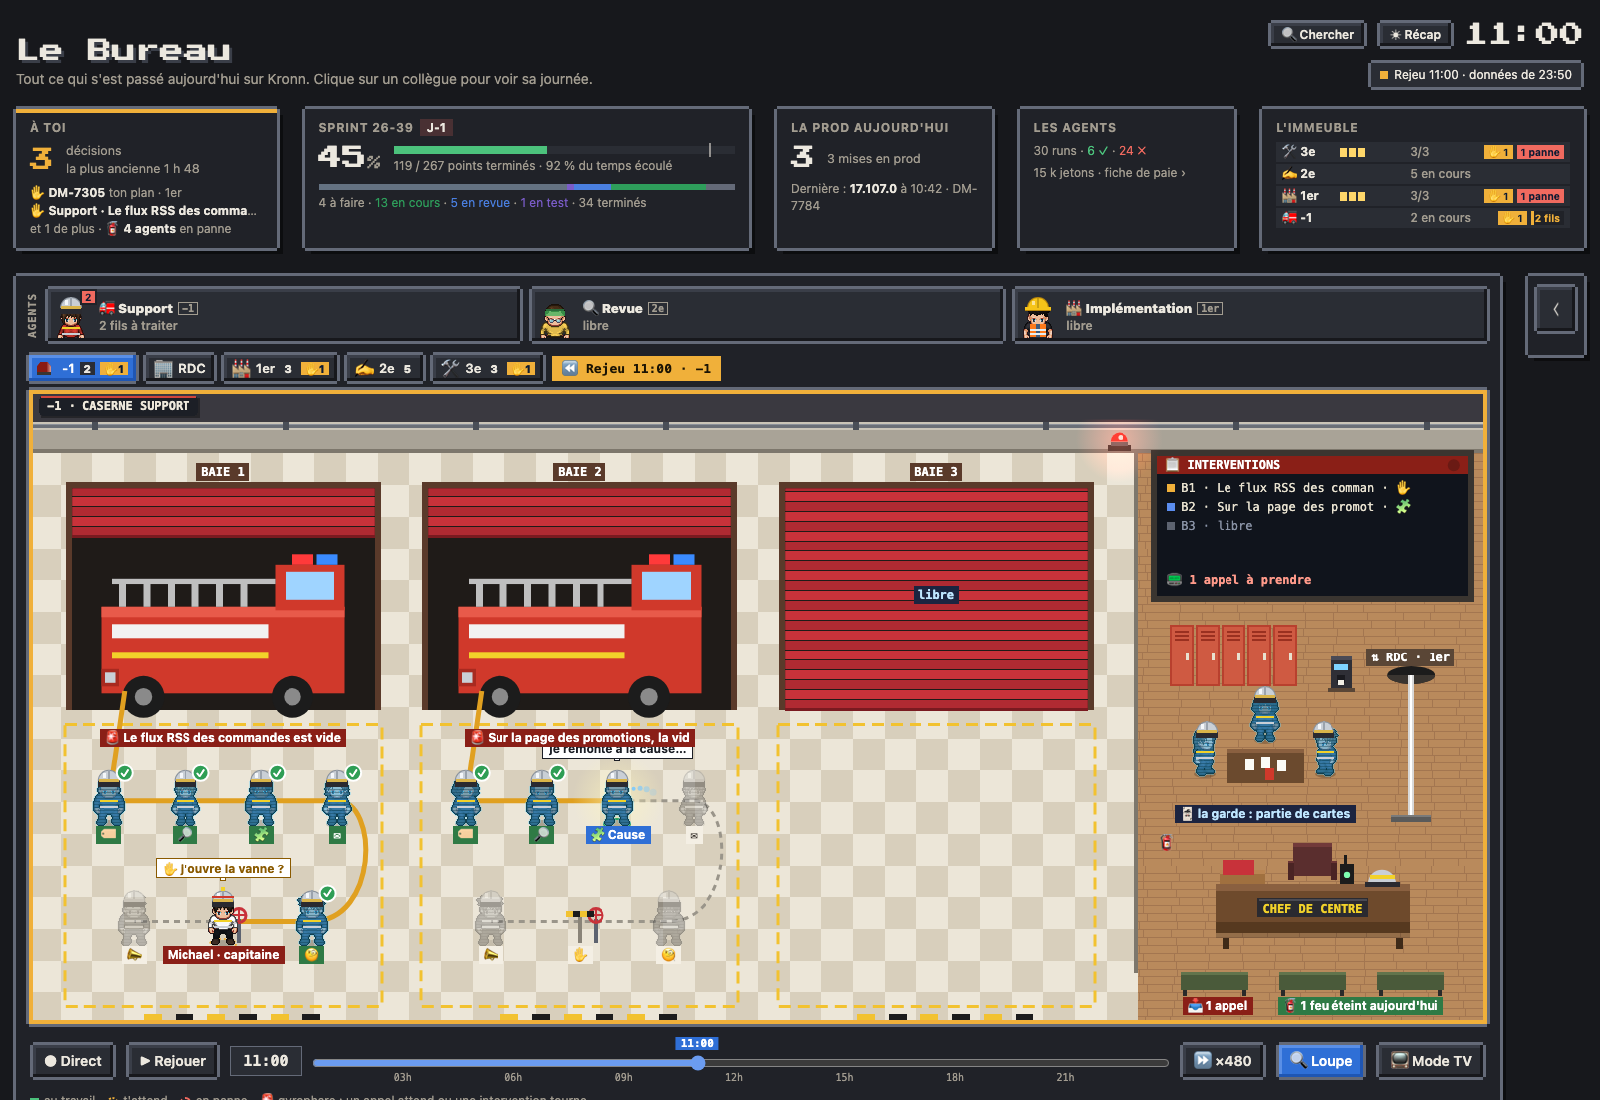 Le Bureau
Tout ce qui s'est passé aujourd'hui sur Kronn. Clique sur un collègue pour voir sa journée.
Chercher
Récap
11:00
Rejeu 11:00 · données de 23:50
À TOI
3 décisions
la plus ancienne 1 h 48
DM-7305 ton plan · 1er
Support · Le flux RSS des comma…
et 1 de plus · 4 agents en panne
SPRINT 26-39 J-1
45%
119 / 267 points terminés · 92 % du temps écoulé
4 à faire · 13 en cours · 5 en revue · 1 en test · 34 terminés
LA PROD AUJOURD'HUI
3 3 mises en prod
Dernière : 17.107.0 à 10:42 · DM-
7784
LES AGENTS
30 runs · 6 ✓ · 24 ✕
15 k jetons · fiche de paie ›
L'IMMEUBLE
3e 3/3 1 1 panne
2e 5 en cours
1er 3/3 1 1 panne
-1 2 en cours 1 2 fils
AGENTS
2
Support -1
2 fils à traiter
Revue 2e
libre
Implémentation 1er
libre
-1 2 1
RDC
1er 3 1
2e 5
3e 3 1
Rejeu 11:00 · -1
-1 · CASERNE SUPPORT
BAIE 1
BAIE 2
BAIE 3
libre
INTERVENTIONS
B1 · Le flux RSS des comman ·
B2 · Sur la page des promot ·
B3 · libre
1 appel à prendre
RDC · 1er
Le flux RSS des commandes est vide
Sur la page des promotions, la vid
je remonte à la cause...
Cause
la garde : partie de cartes
j'ouvre la vanne ?
Michael · capitaine
CHEF DE CENTRE
1 appel
1 feu éteint aujourd'hui
11:00
Direct
Rejouer
11:00
03h
06h
09h
12h
15h
18h
21h
×480
Loupe
Mode TV